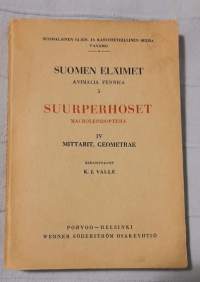 SUOMALAINEN ELÄIN- JA KASVITIETEELLINEN SEURA
VANAMO
SUOMEN ELÄIMET
ANIMALIA FENNICA
5
SUURPERHOSET
MACROLEPIDOPTERA
IV
MITTARIT, GEOMETRAE
KIRJOITTANUT
K. J. VALLE
PORVOO—HELSINKI
WERNER SÖDERSTRÖM OSAKEYHTIÖ